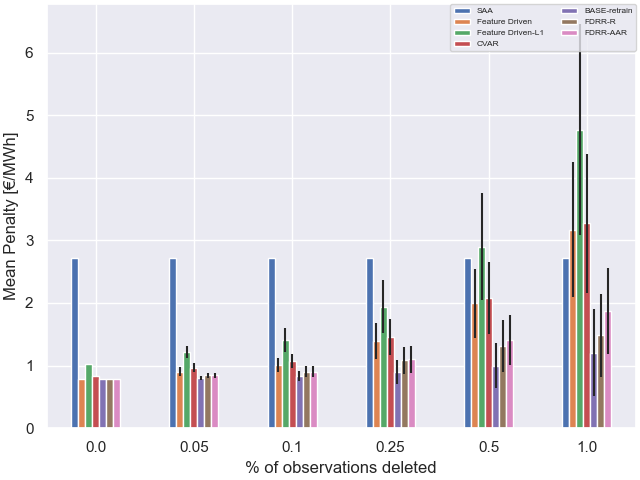 SAA
Feature Driven
Feature Driven-L1
CVAR
BASE-retrain
FDRR-R
FDRR-AAR
Mean Penalty [€/MWh]
6
5
4
3
2
1
0
0.0 0.05 0.1 0.25 0.5 1.0
% of observations deleted